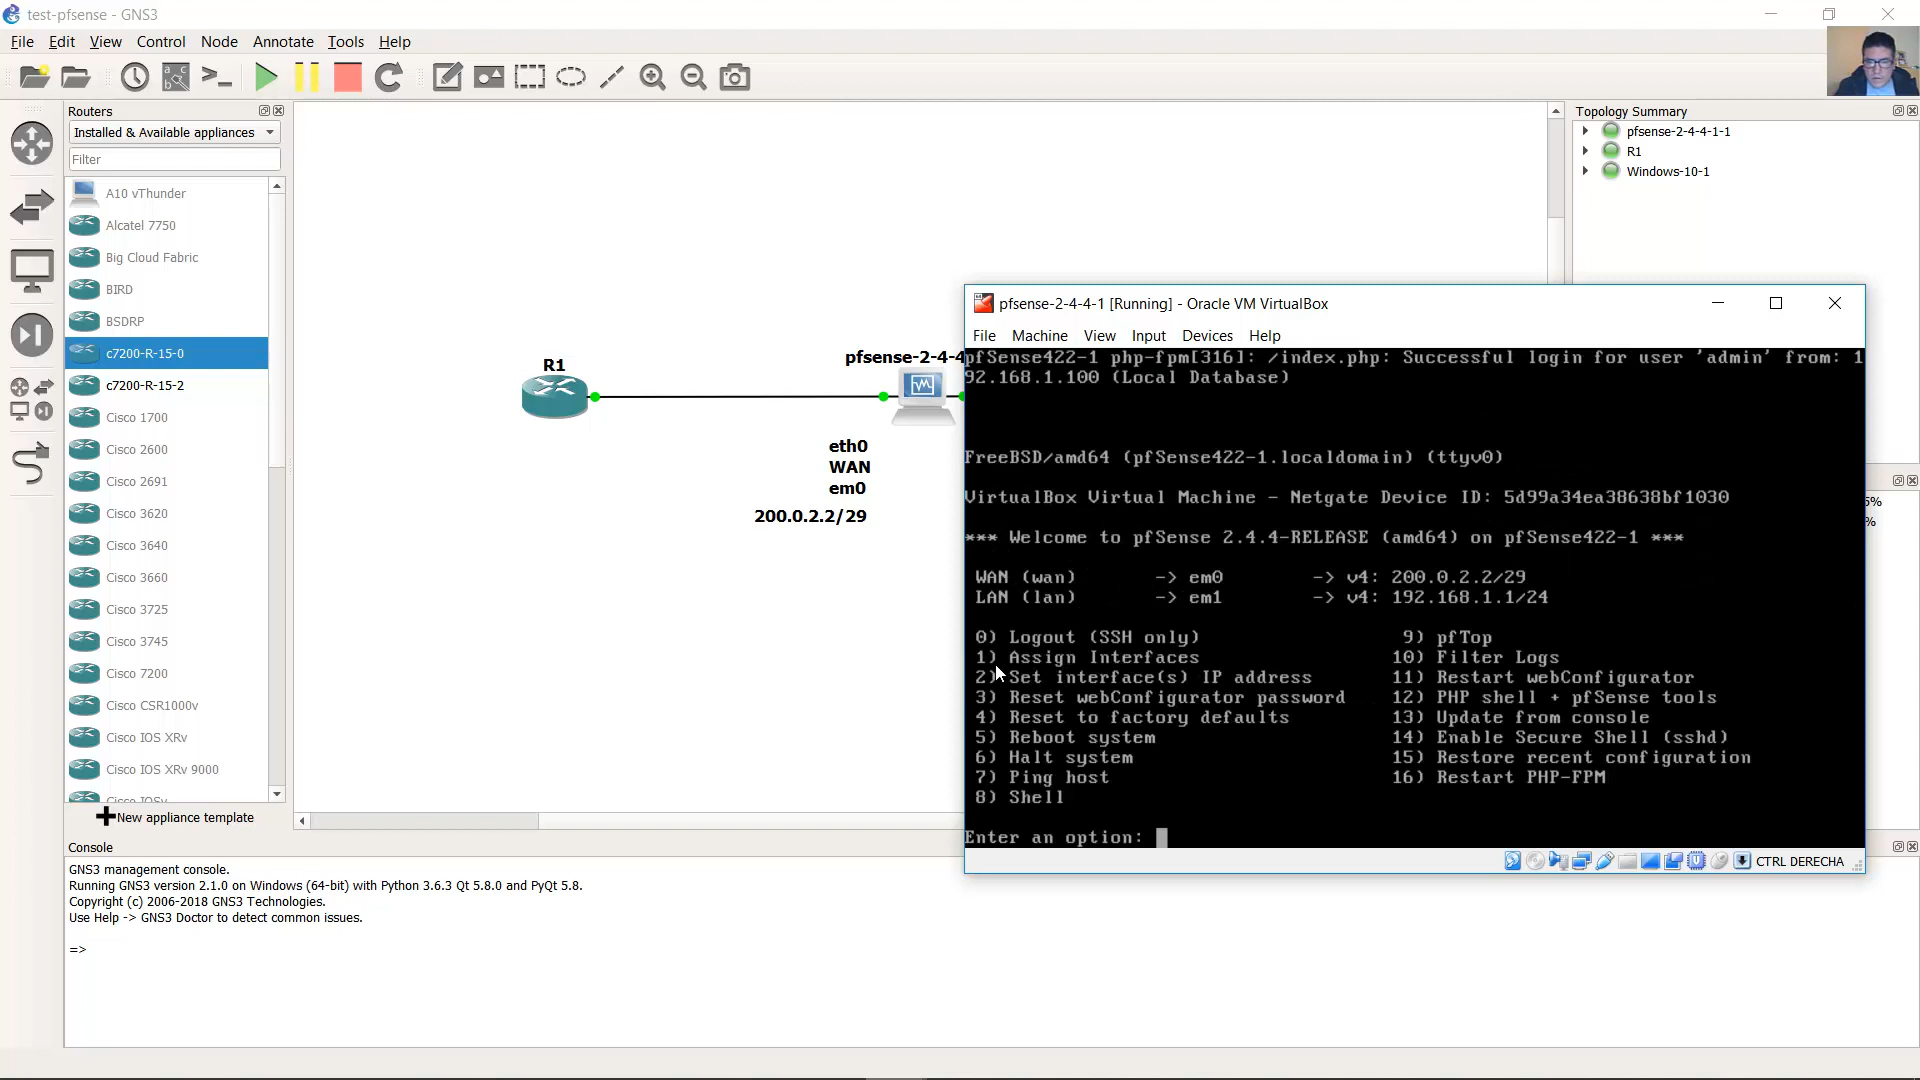 test-pfsense - GNS3
File Edit View Control Node Annotate Tools Help
Routers
Installed & Available appliances
Filter
A10 vThunder
Alcatel 7750
Big Cloud Fabric
BIRD
BSDRP
c7200-R-15-0
c7200-R-15-2
Cisco 1700
Cisco 2600
Cisco 2691
Cisco 3620
Cisco 3640
Cisco 3660
Cisco 3725
Cisco 3745
Cisco 7200
Cisco CSR1000v
Cisco IOS XRv
Cisco IOS XRv 9000
Cisco IOSv
New appliance template
R1
pfsense-2-4-4
eth0
WAN
em0
200.0.2.2/29
Topology Summary
pfsense-2-4-4-1-1
R1
Windows-10-1
5%
%
pfsense-2-4-4-1 [Running] - Oracle VM VirtualBox
File Machine View Input Devices Help
pfSense422-1 php-fpm[316]: /index.php: Successful login for user 'admin' from: 1
92.168.1.100 (Local Database)
FreeBSD/amd64 (pfSense422-1.localdomain) (ttyv0)
VirtualBox Virtual Machine - Netgate Device ID: 5d99a34ea38638bf1030
*** Welcome to pfSense 2.4.4-RELEASE (amd64) on pfSense422-1 ***
WAN (wan) -> em0 -> v4: 200.0.2.2/29
LAN (lan) -> em1 -> v4: 192.168.1.1/24
0) Logout (SSH only) 9) pfTop
1) Assign Interfaces 10) Filter Logs
2) Set interface(s) IP address 11) Restart webConfigurator
3) Reset webConfigurator password 12) PHP shell + pfSense tools
4) Reset to factory defaults 13) Update from console
5) Reboot system 14) Enable Secure Shell (sshd)
6) Halt system 15) Restore recent configuration
7) Ping host 16) Restart PHP-FPM
8) Shell
Enter an option:
CTRL DERECHA
Console
GNS3 management console.
Running GNS3 version 2.1.0 on Windows (64-bit) with Python 3.6.3 Qt 5.8.0 and PyQt 5.8.
Copyright (c) 2006-2018 GNS3 Technologies.
Use Help -> GNS3 Doctor to detect common issues.
=>